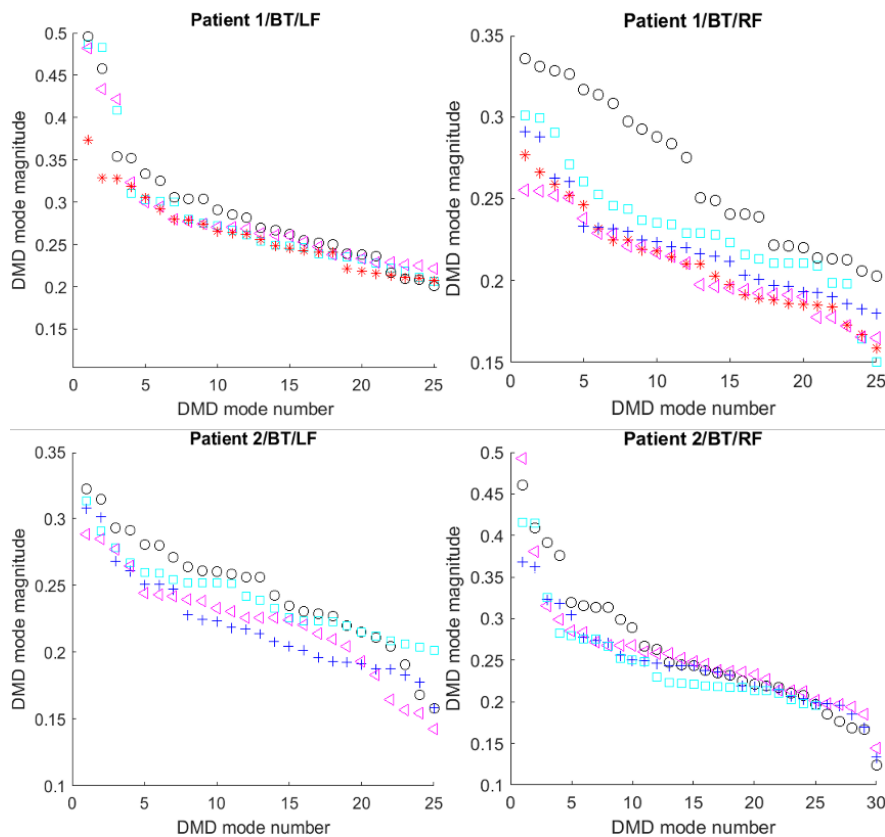 Patient 1/BT/LF
0.5
0.45
0.4
0.35
0.3
0.25
0.2
0.15
DMD mode magnitude
0 5 10 15 20 25
DMD mode number
Patient 1/BT/RF
0.35
0.3
0.25
0.2
0.15
DMD mode magnitude
0 5 10 15 20 25
DMD mode number
Patient 2/BT/LF
0.35
0.3
0.25
0.2
0.15
0.1
DMD mode magnitude
0 5 10 15 20 25
DMD mode number
Patient 2/BT/RF
0.5
0.45
0.4
0.35
0.3
0.25
0.2
0.15
0.1
DMD mode magnitude
0 5 10 15 20 25 30
DMD mode number